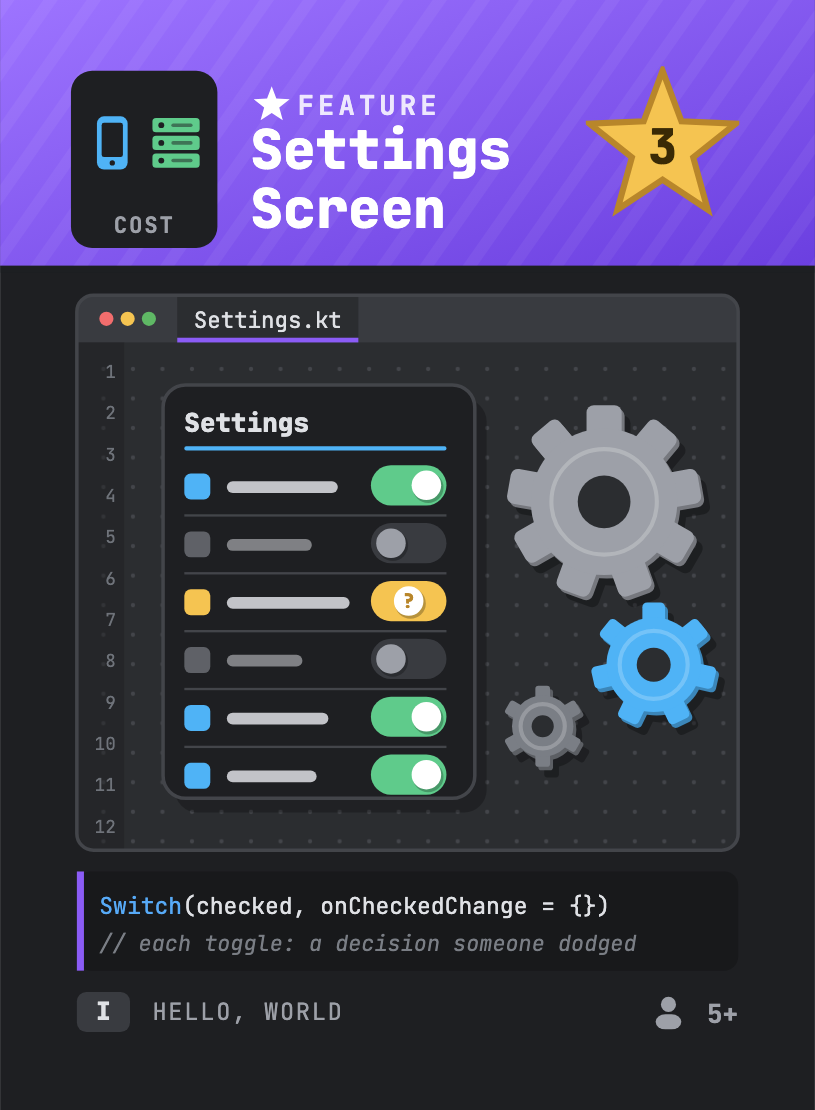 COST
FEATURE
Settings
Screen
3
Settings.kt
1
2
3
4
5
6
7
8
9
10
11
12
Settings
?
Switch(checked, onCheckedChange = {})
// each toggle: a decision someone dodged
I HELLO, WORLD
5+